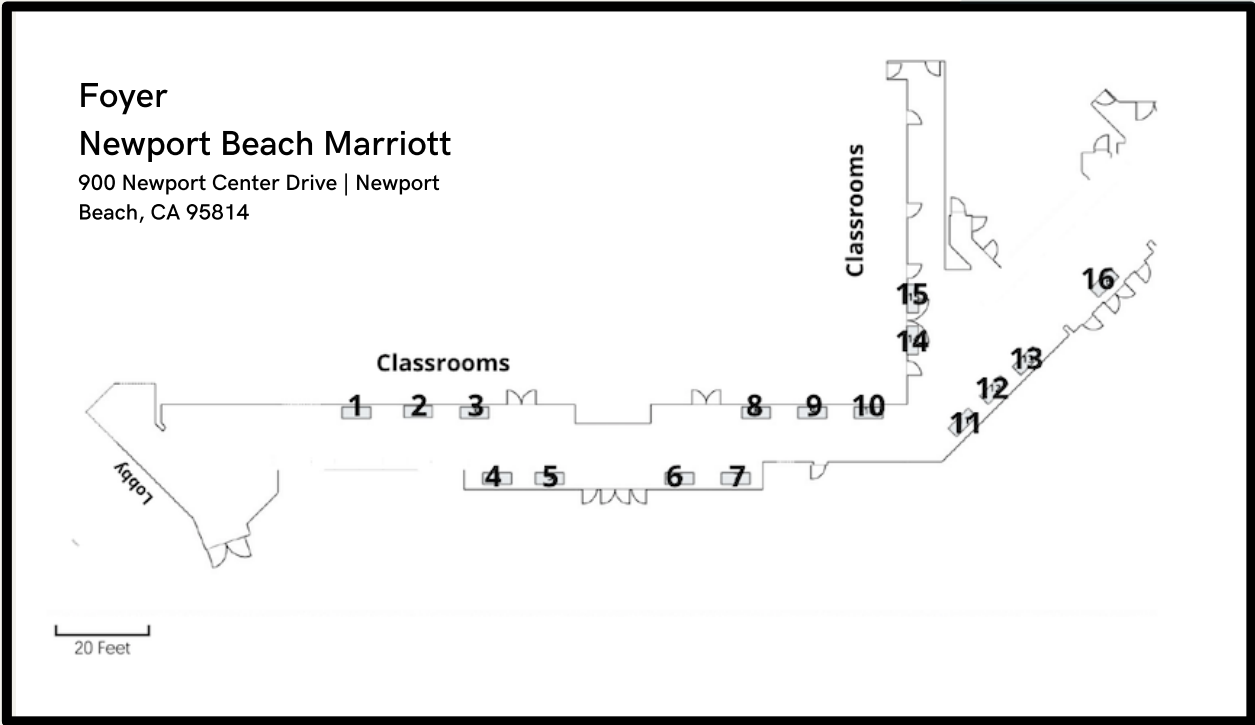 Foyer
Newport Beach Marriott
900 Newport Center Drive | Newport
Beach, CA 95814
Classrooms
15
14
16
13
12
11
Classrooms
1
2
3
8
9
10
4
5
6
7
Lobby
20 Feet